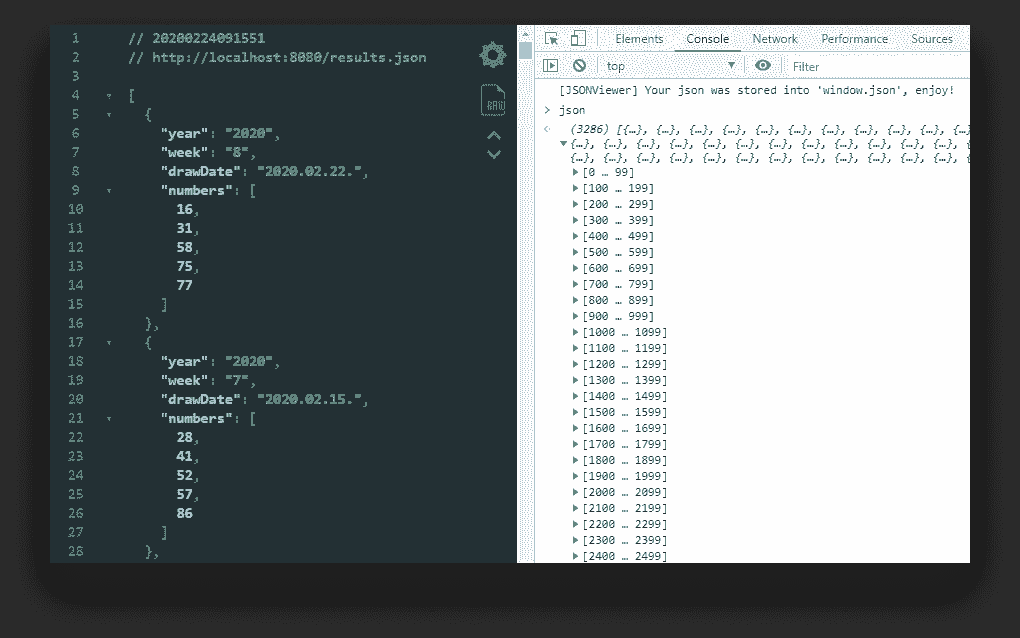 1 // 20200224091551
2 // http://localhost:8080/results.json
3
4 [
5 {
6 "year": "2020",
7 "week": "8",
8 "drawDate": "2020.02.22.",
9 "numbers": [
10 16,
11 31,
12 58,
13 75,
14 77
15 ]
16 },
17 {
18 "year": "2020",
19 "week": "7",
20 "drawDate": "2020.02.15.",
21 "numbers": [
22 28,
23 41,
24 52,
25 57,
26 86
27 ]
28 },
RAW
Elements Console Network Performance Sources
top Filter
[JSONViewer] Your json was stored into 'window.json', enjoy!
> json
(3286) [{…}, {…}, {…}, {…}, {…}, {…}, {…}, {…}, {…}, {…}, {…
{…}, {…}, {…}, {…}, {…}, {…}, {…}, {…}, {…}, {…}, {…}, {…}, {
{…}, {…}, {…}, {…}, {…}, {…}, {…}, {…}, {…}, {…}, {…}, {…}, {
[0 … 99]
[100 … 199]
[200 … 299]
[300 … 399]
[400 … 499]
[500 … 599]
[600 … 699]
[700 … 799]
[800 … 899]
[900 … 999]
[1000 … 1099]
[1100 … 1199]
[1200 … 1299]
[1300 … 1399]
[1400 … 1499]
[1500 … 1599]
[1600 … 1699]
[1700 … 1799]
[1800 … 1899]
[1900 … 1999]
[2000 … 2099]
[2100 … 2199]
[2200 … 2299]
[2300 … 2399]
[2400 … 2499]